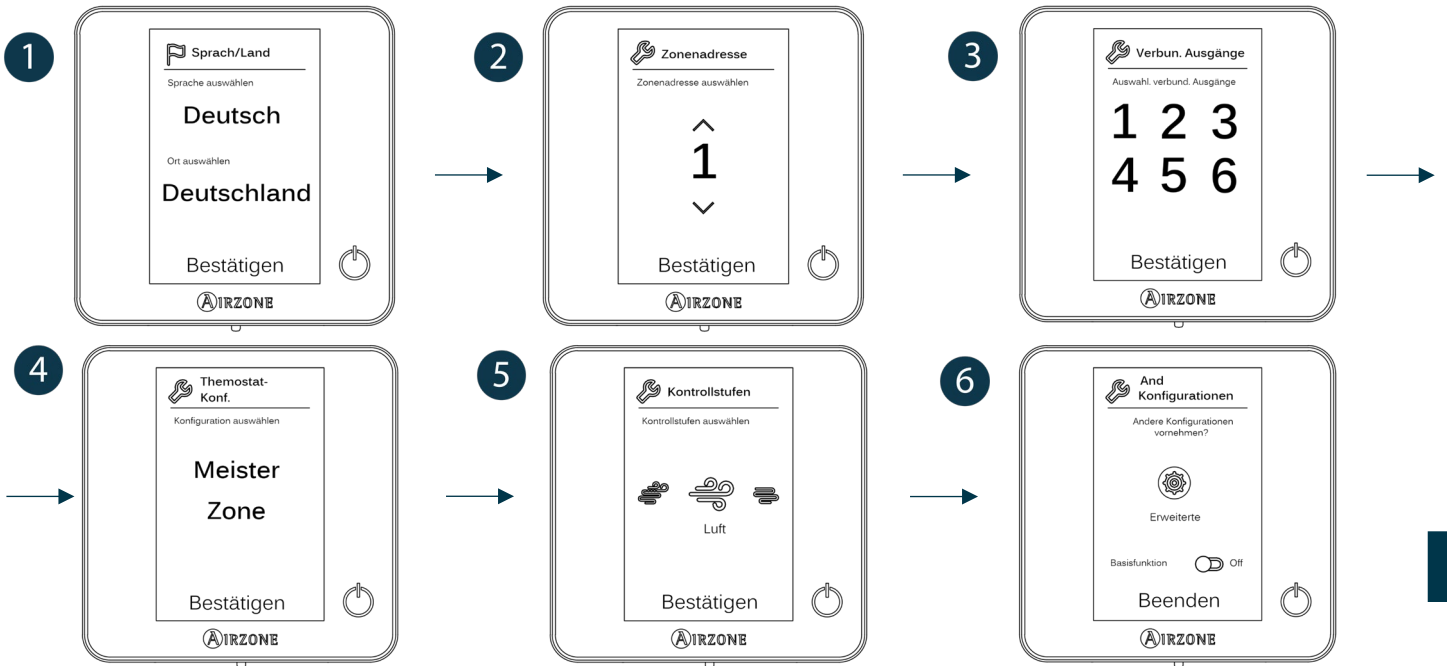 1
Sprach/Land
Sprache auswählen
Deutsch
Ort auswählen
Deutschland
Bestätigen
AIRZONE
2
Zonenadresse
Zonenadresse auswählen
1
Bestätigen
AIRZONE
3
Verbun. Ausgänge
Auswahl. verbund. Ausgänge
1 2 3
4 5 6
Bestätigen
AIRZONE
4
Themostat-
Konf.
Konfiguration auswählen
Meister
Zone
Bestätigen
AIRZONE
5
Kontrollstufen
Kontrollstufen auswählen
Luft
Bestätigen
AIRZONE
6
And
Konfigurationen
Andere Konfigurationen
vornehmen?
Erweiterte
Basisfunktion Off
Beenden
AIRZONE